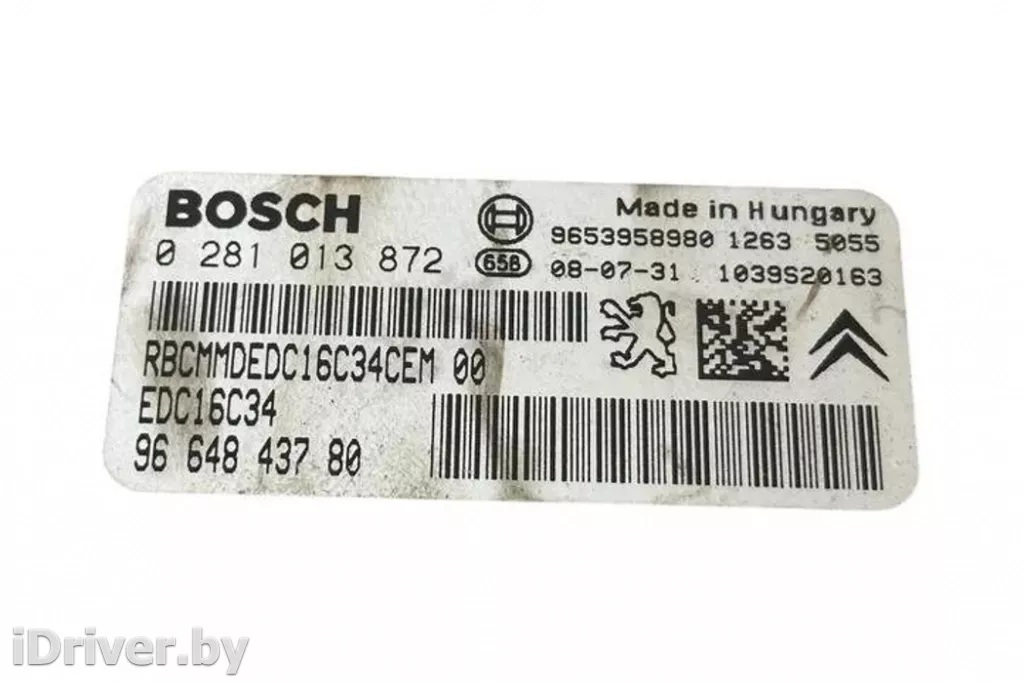 BOSCH
Made in Hungary
0 281 013 872
9653958980 1263 5055
656 08-07-31 1039S20163
RBCMMDEDC16C34CEM 00
EDC16C34
96 648 437 80
iDriver.by